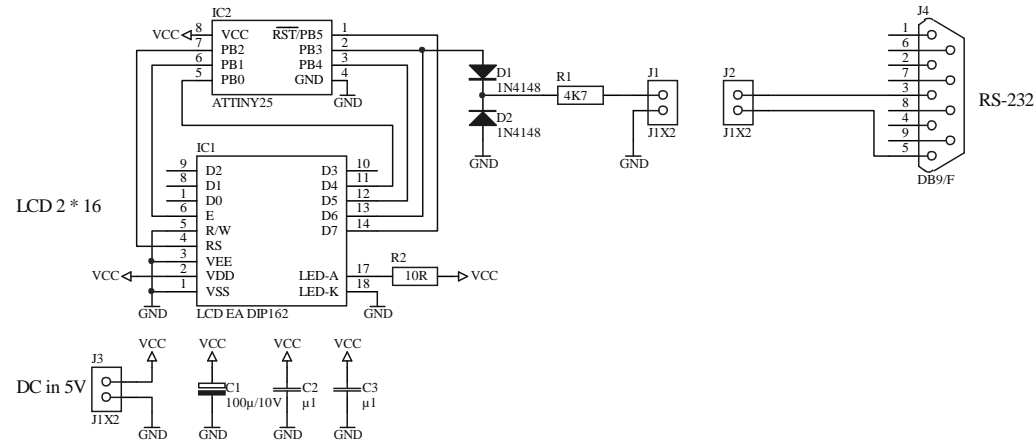 IC2
VCC 8 VCC RST/PB5 1
7 PB2 PB3 2
6 PB1 PB4 3
5 PB0 GND 4
ATTINY25 GND
D1
1N4148
D2
1N4148
GND
R1
4K7
J1
J1X2
GND
J2
J1X2
J4
1
6
2
7
3
8
4
9
5
DB9/F
RS-232
LCD 2 * 16
IC1
9 D2 D3 10
8 D1 D4 11
1 D0 D5 12
6 E D6 13
5 R/W D7 14
4 RS
3 VEE
VCC 2 VDD LED-A 17
1 VSS LED-K 18
GND LCD EA DIP162 GND
R2
10R VCC
DC in 5V
J3
J1X2
VCC
GND
VCC
C1
100µ/10V
GND
VCC
C2
µ1
GND
VCC
C3
µ1
GND